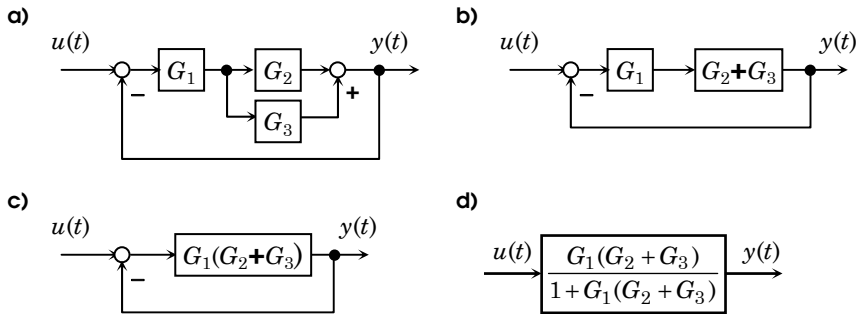 a)
u(t)
G₁
G₂
y(t)
−
+
G₃
b)
u(t)
G₁
G₂+G₃
y(t)
−
c)
u(t)
G₁(G₂+G₃)
y(t)
−
d)
u(t)
G₁(G₂+G₃)
1+G₁(G₂+G₃)
y(t)